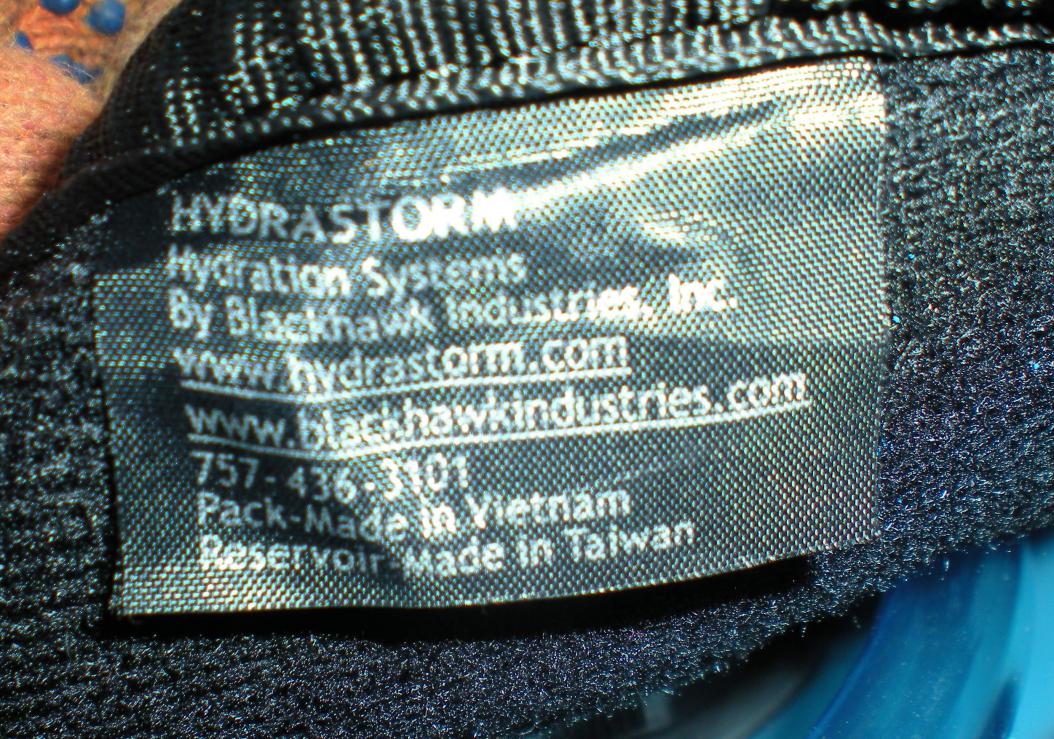 HYDRASTORM
Hydration Systems
By Blackhawk Industries, Inc.
www.hydrastorm.com
www.blackhawkindustries.com
757-436-3101
Pack-Made in Vietnam
Reservoir-Made in Taiwan